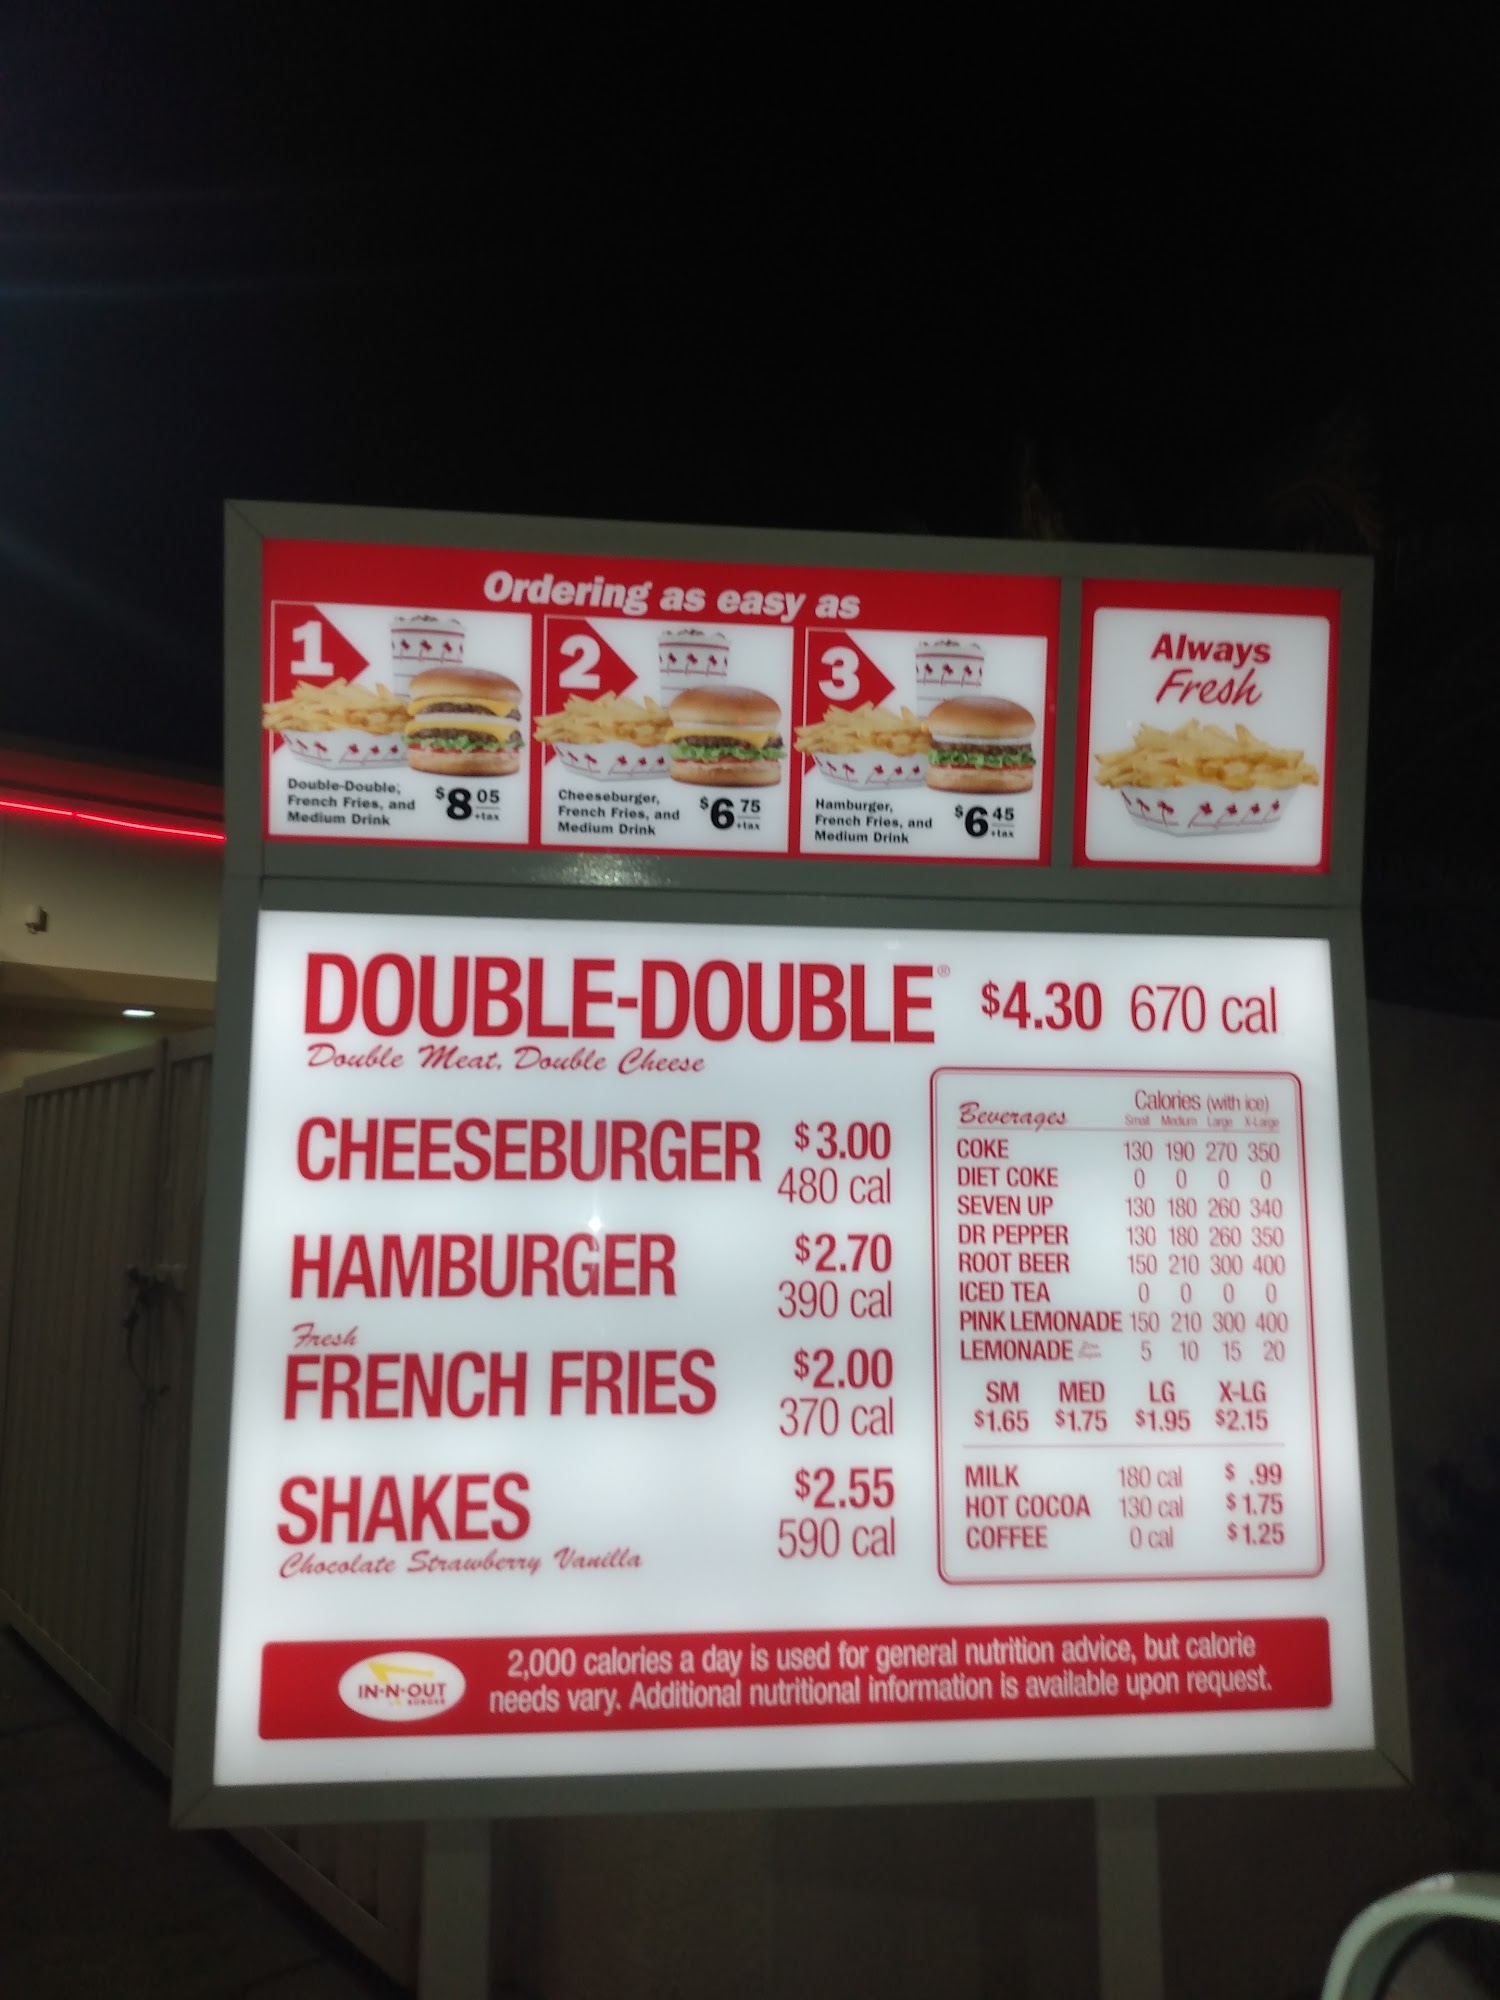 Ordering as easy as
1
Double-Double,
French Fries, and
Medium Drink
$8 05
+tax
2
Cheeseburger,
French Fries, and
Medium Drink
$6 75
+tax
3
Hamburger,
French Fries, and
Medium Drink
$6 45
+tax
Always
Fresh
DOUBLE-DOUBLE® $4.30 670 cal
Double Meat. Double Cheese
CHEESEBURGER $3.00
480 cal
HAMBURGER $2.70
390 cal
Fresh
FRENCH FRIES $2.00
370 cal
SHAKES $2.55
590 cal
Chocolate Strawberry Vanilla
Beverages Calories (with ice)
Small Medium Large X-Large
COKE 130 190 270 350
DIET COKE 0 0 0 0
SEVEN UP 130 180 260 340
DR PEPPER 130 180 260 350
ROOT BEER 150 210 300 400
ICED TEA 0 0 0 0
PINK LEMONADE 150 210 300 400
LEMONADE 5 10 15 20
SM MED LG X-LG
$1.65 $1.75 $1.95 $2.15
MILK 180 cal $ .99
HOT COCOA 130 cal $1.75
COFFEE 0 cal $1.25
IN-N-OUT
BURGER
2,000 calories a day is used for general nutrition advice, but calorie
needs vary. Additional nutritional information is available upon request.